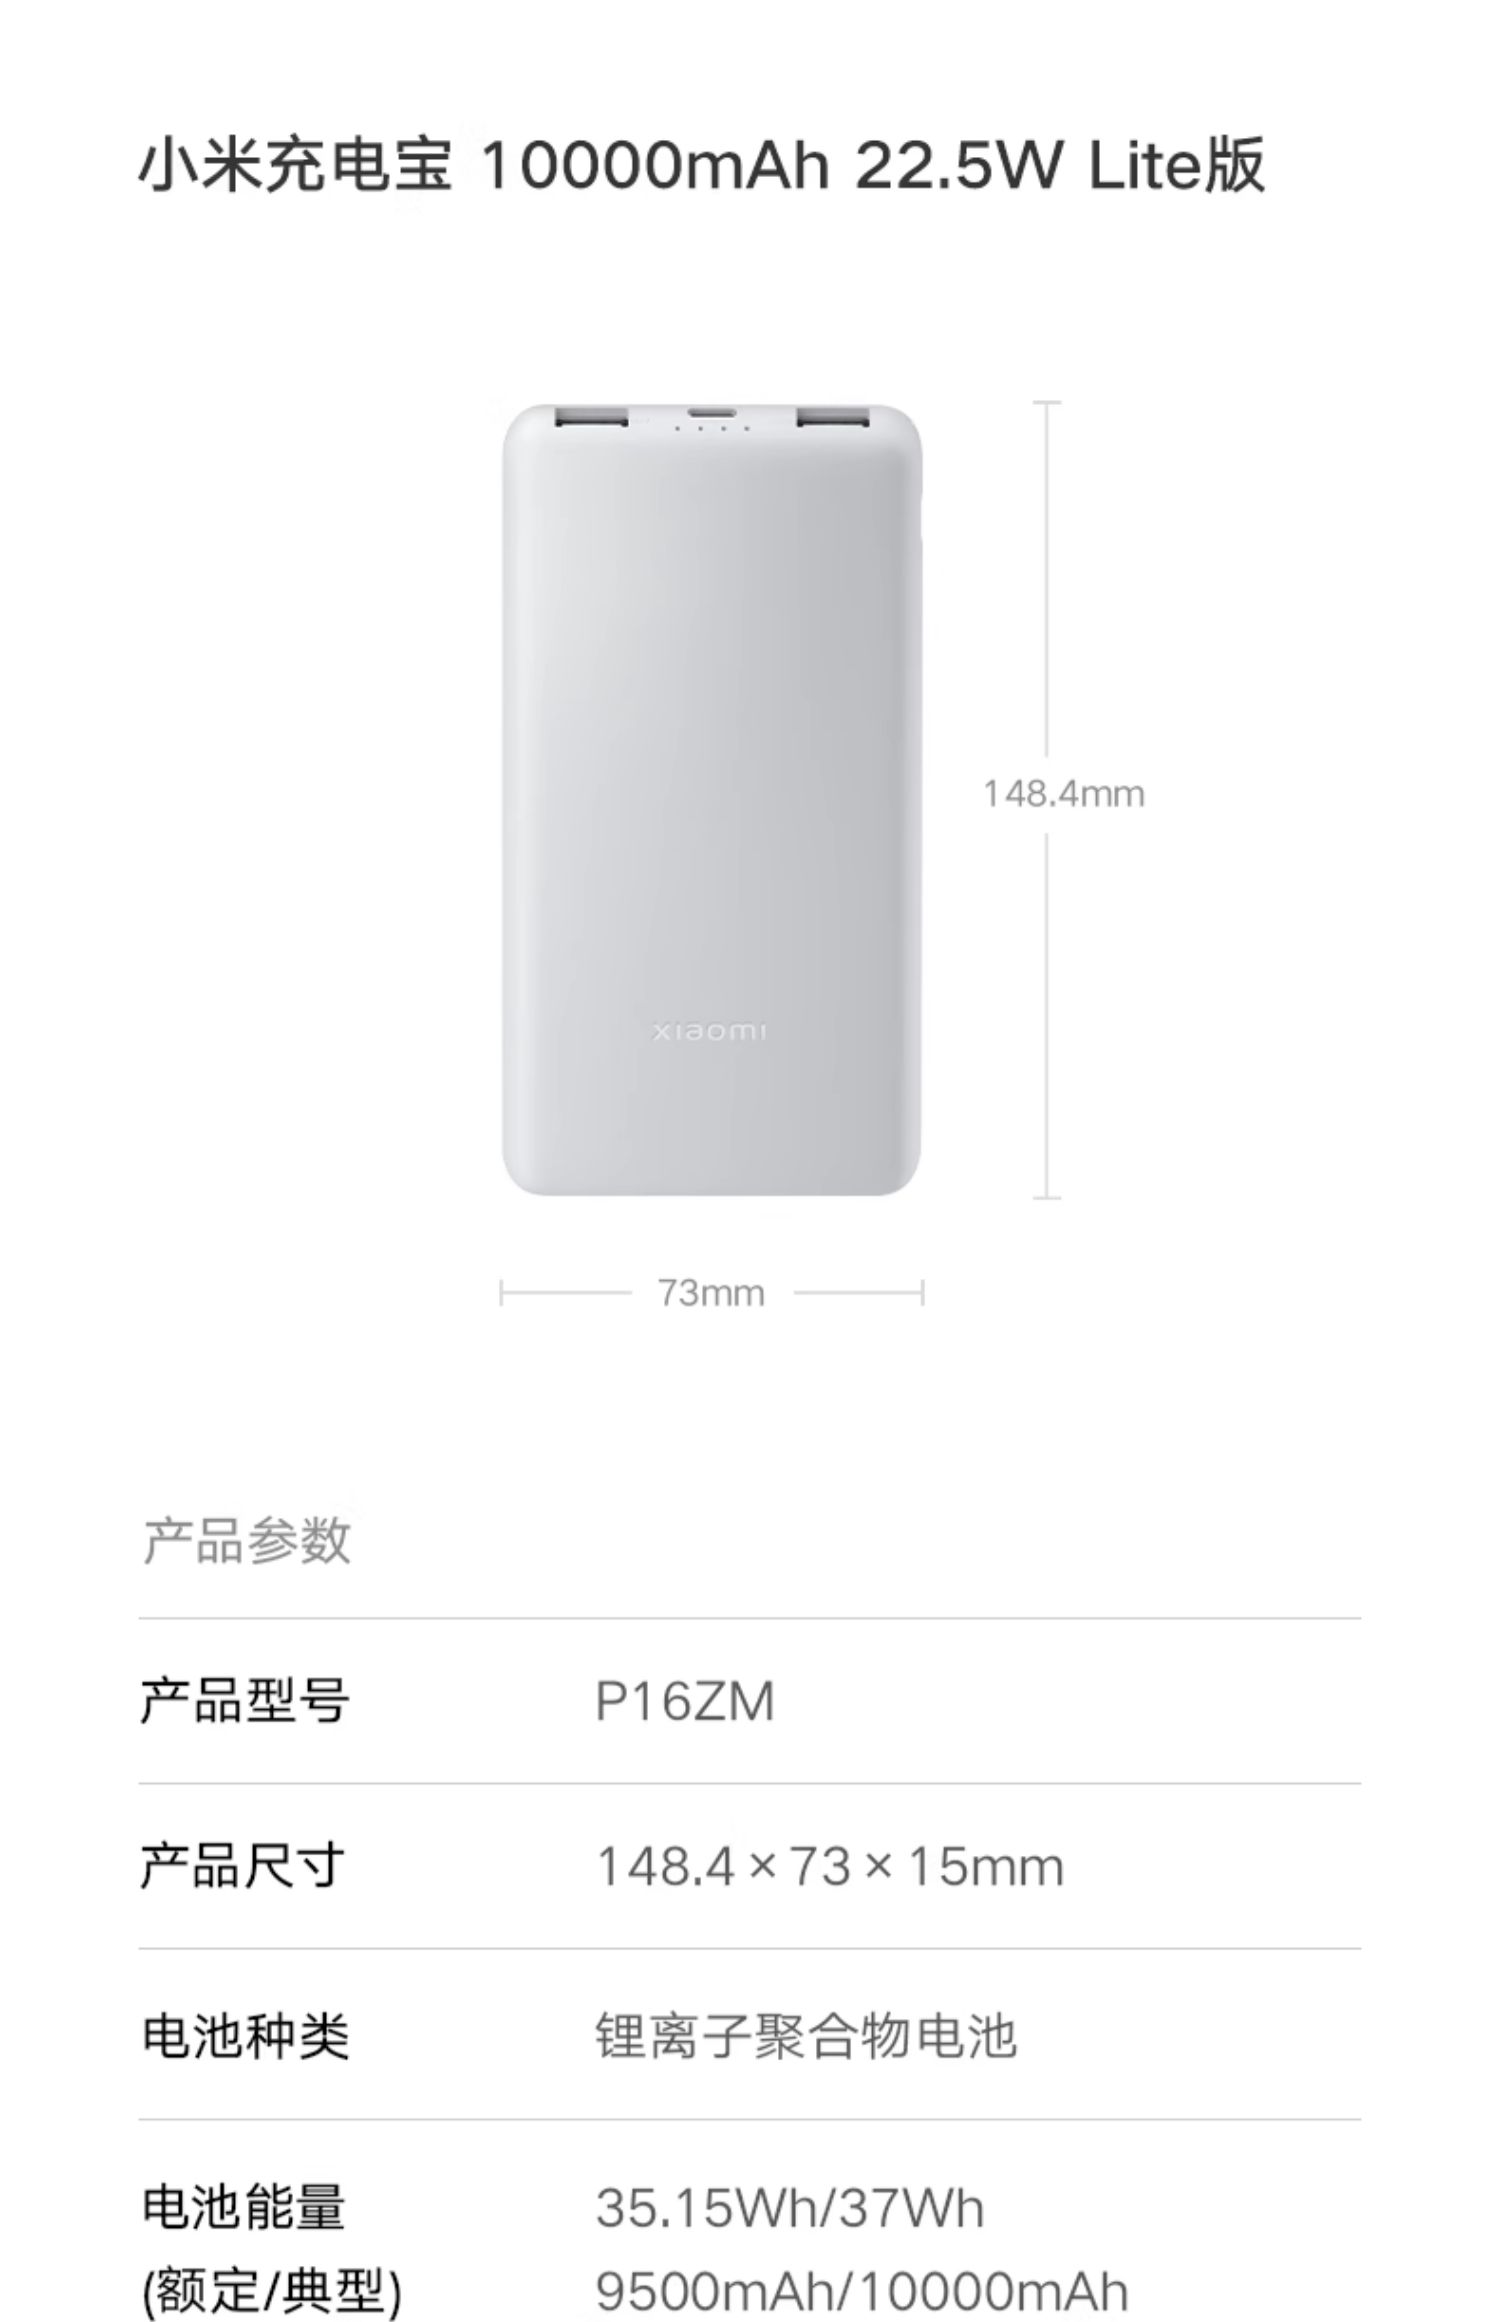 小米充电宝 10000mAh 22.5W Lite版
148.4mm
xiaomi
73mm
产品参数
产品型号 P16ZM
产品尺寸 148.4×73×15mm
电池种类 锂离子聚合物电池
电池能量 35.15Wh/37Wh
(额定/典型) 9500mAh/10000mAh